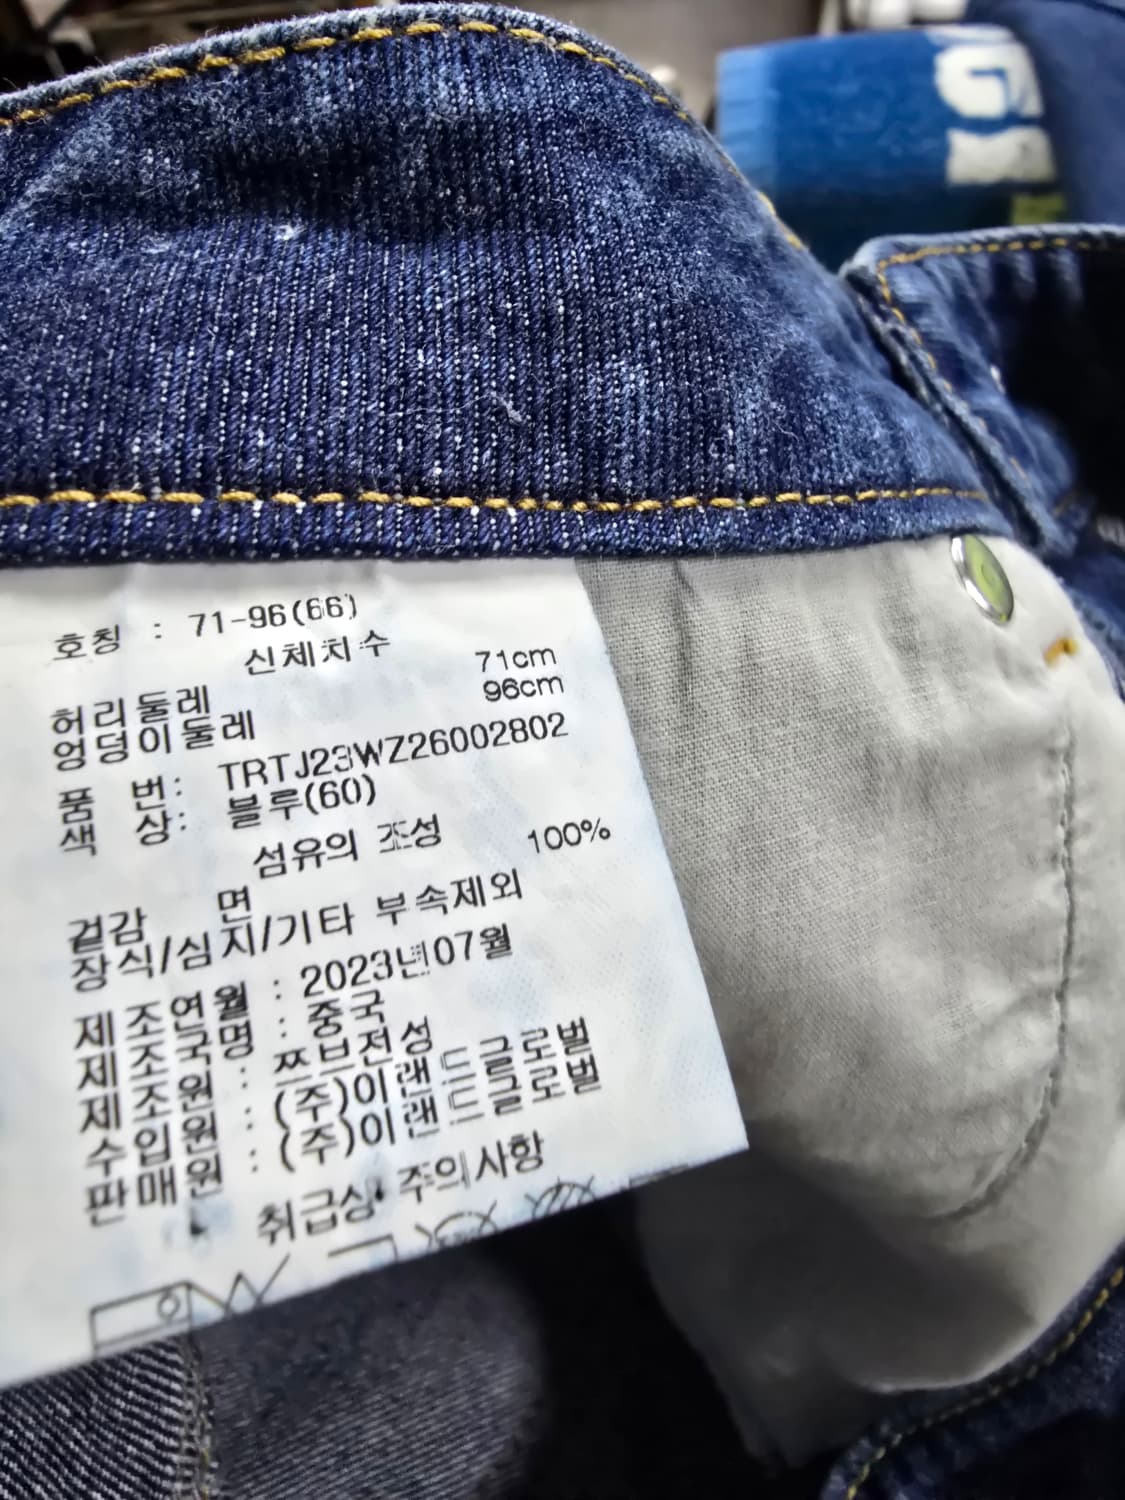 호칭 : 71-96(66)
신체치수
허리둘레 71cm
엉덩이둘레 96cm
품 번: TRTJ23WZ26002802
색 상: 블루(60)
섬유의 조성
겉감 면 100%
장식/심지/기타 부속제외
제조연월 : 2023년07월
제조국명 : 중국
제조원 : 쯔브전성
수입원 : (주)이랜드글로벌
판매원 : (주)이랜드글로벌
취급상 주의사항